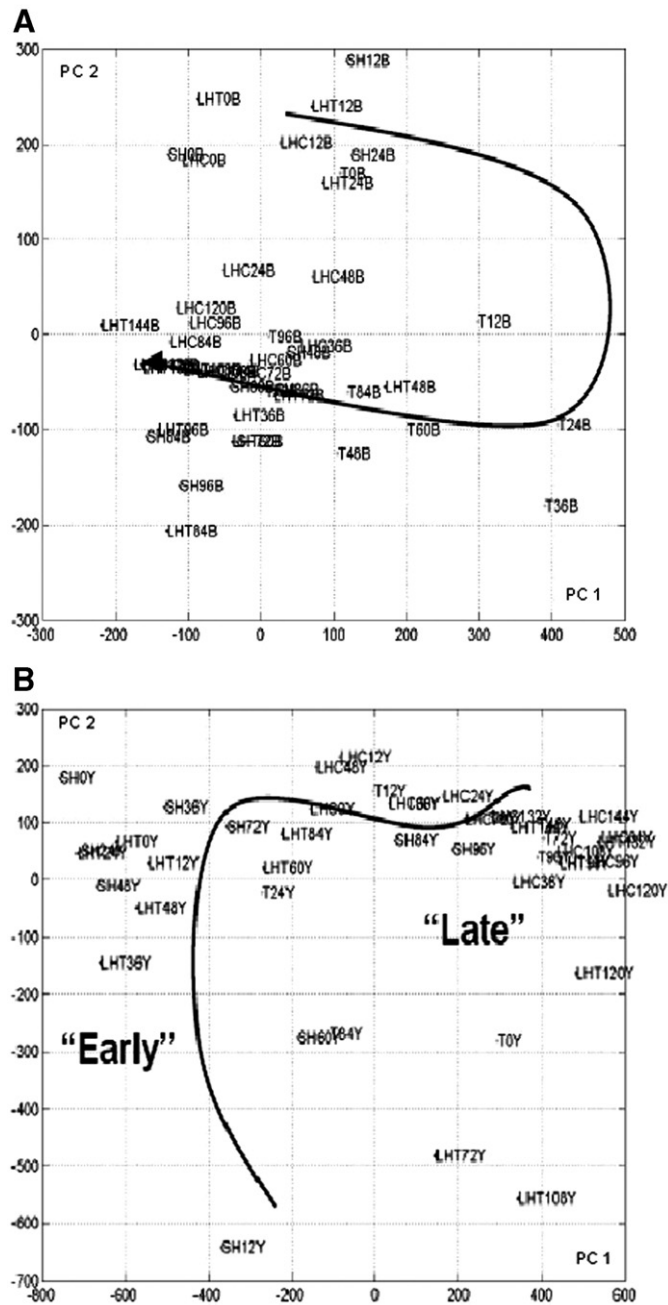 A
300
PC 2
SH12B
LHT0B
LHT12B
200
LHC12B
SH0B
LHC0B
SH24B
T0B
LHT24B
100
LHC24B
LHC48B
LHC120B
LHT144B
LHC96B
T12B
0
T96B
LHC84B
LHC36B
SH48B
LHC60B
LHC72B
T84B
LHT48B
LHT36B
-100
LHT96B
SH84B
T60B
T24B
T48B
SH96B
T36B
-200
LHT84B
-300
PC 1
-300 -200 -100 0 100 200 300 400 500
B
300
PC 2
200
LHC12Y
LHC48Y
SH0Y
T12Y
LHC24Y
SH36Y
100
LHC144Y
SH72Y
LHT84Y
LHT0Y
SH84Y
SH96Y
LHT12Y
LHT60Y
LHC96Y
0
SH48Y
T24Y
LHC36Y
LHC120Y
LHT48Y
"Late"
-100
LHT36Y
LHT120Y
-200
"Early"
SH60Y
T84Y
T0Y
-300
-400
LHT72Y
-500
LHT108Y
-600
SH12Y
PC 1
-700
-800 -600 -400 -200 0 200 400 600